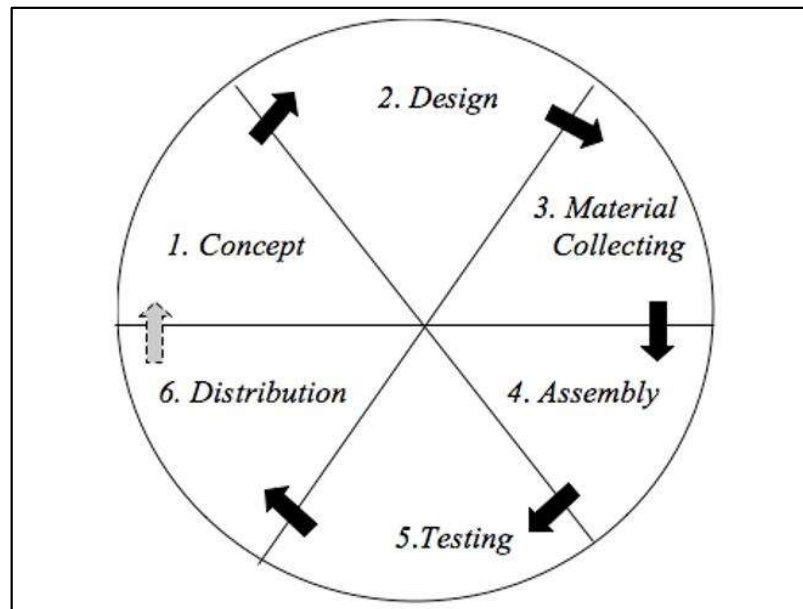 1. Concept
2. Design
3. Material
Collecting
4. Assembly
5.Testing
6. Distribution